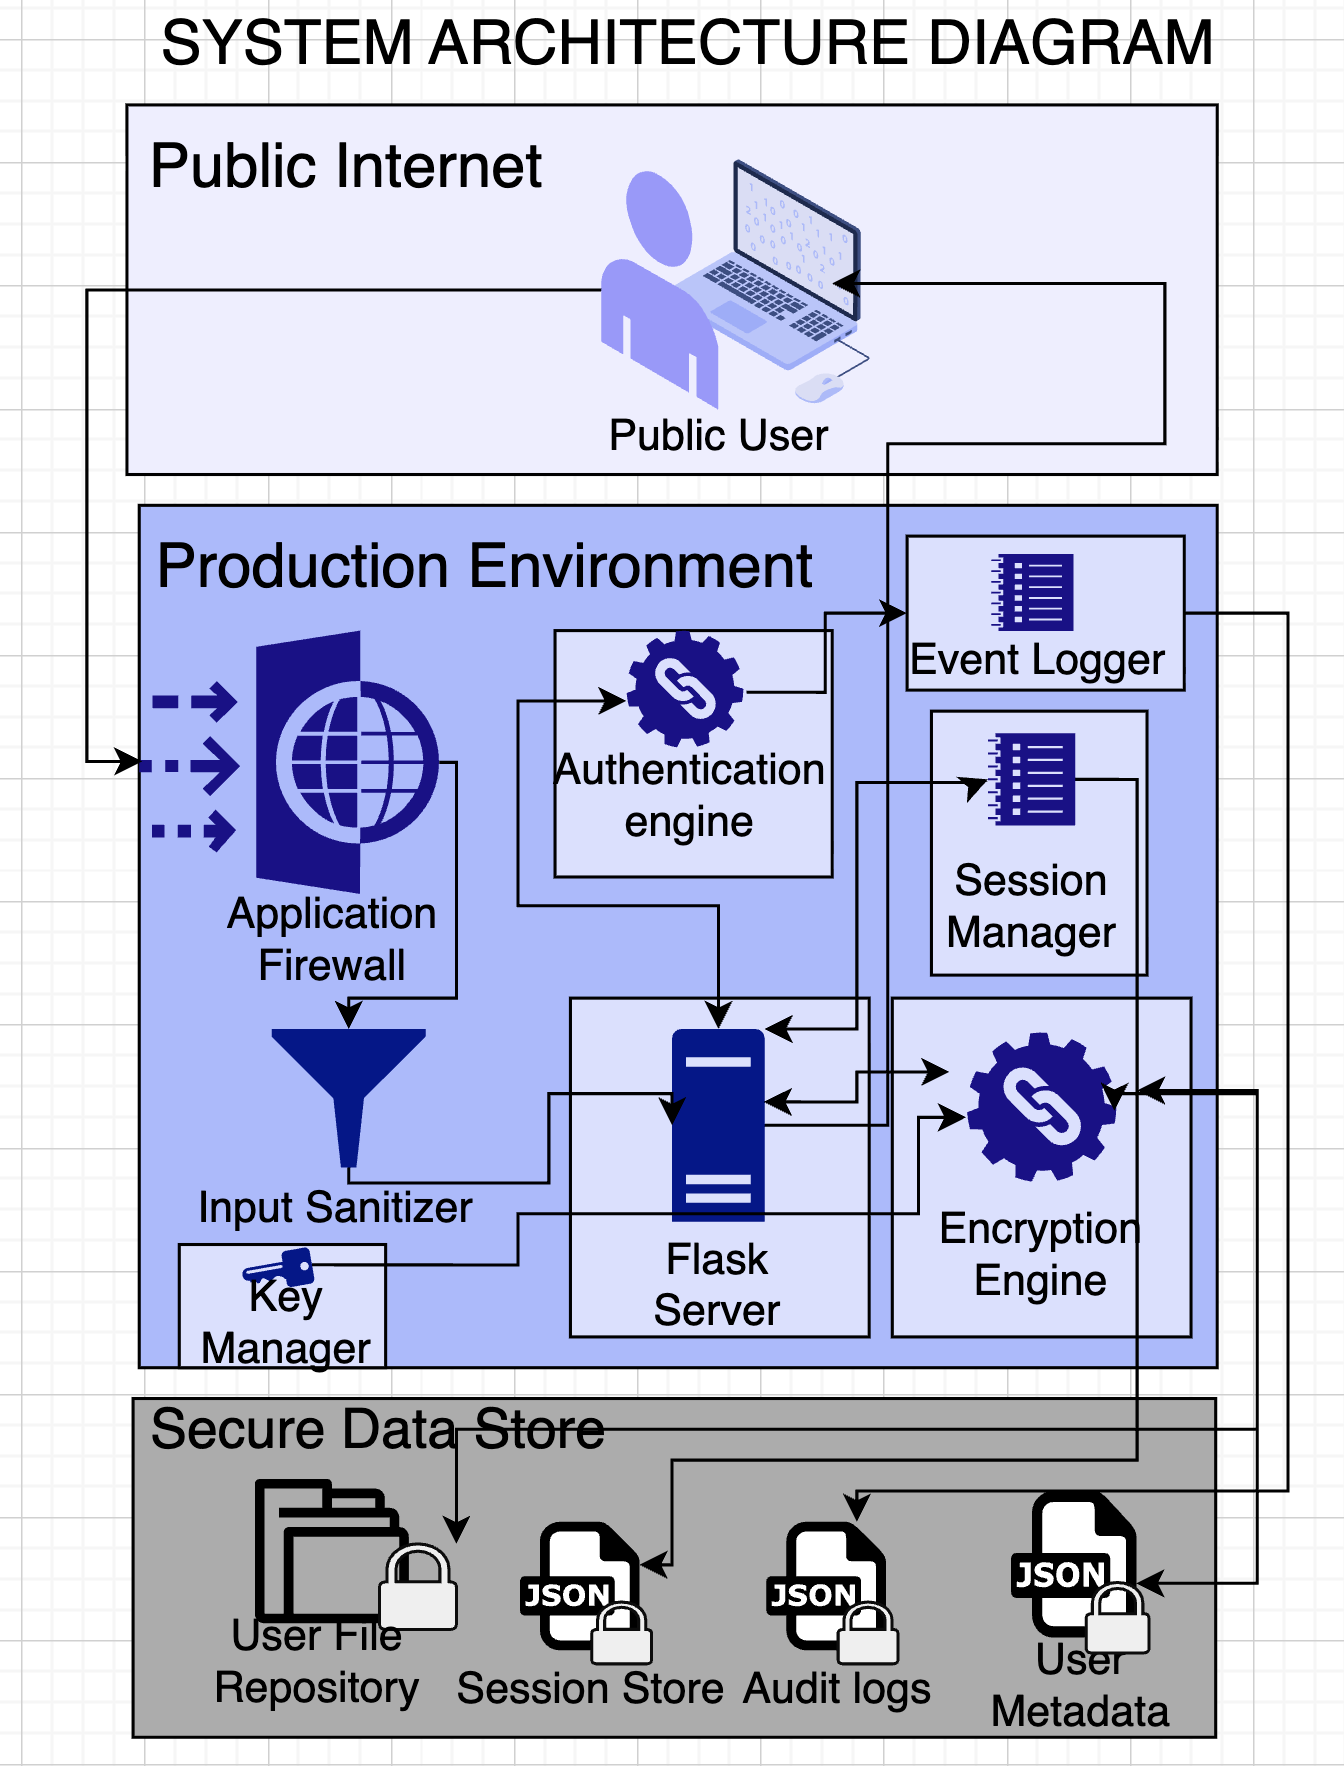 SYSTEM ARCHITECTURE DIAGRAM
Public Internet
Public User
Production Environment
Event Logger
Authentication
engine
Session
Manager
Application
Firewall
Input Sanitizer
Flask
Server
Encryption
Engine
Key
Manager
Secure Data Store
JSON
JSON
JSON
User File
Repository
Session Store
Audit logs
User
Metadata